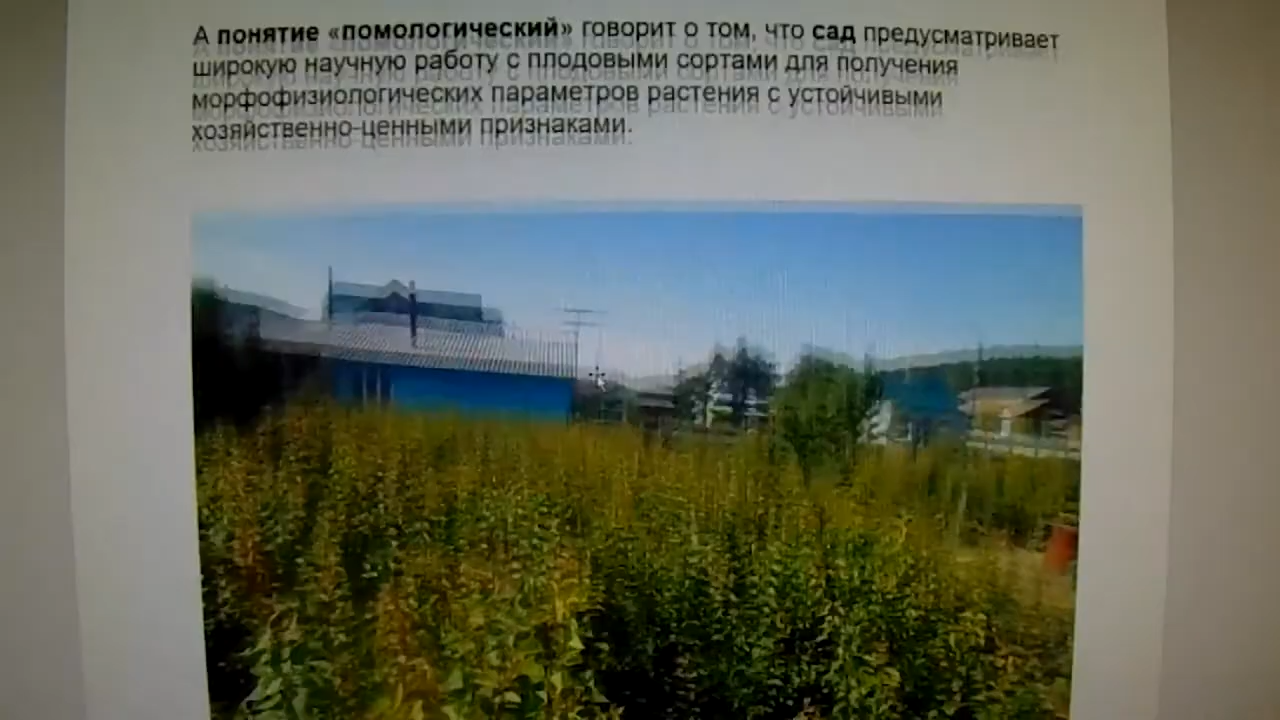 А понятие «помологический» говорит о том, что сад предусматривает
широкую научную работу с плодовыми сортами для получения
морфофизиологических параметров растения с устойчивыми
хозяйственно-ценными признаками.